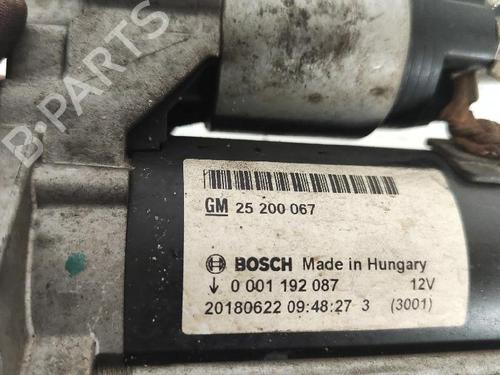 B-PARTS
GM 25 200 067
BOSCH Made in Hungary
0 001 192 087 12V
20180622 09:48:27 3 (3001)